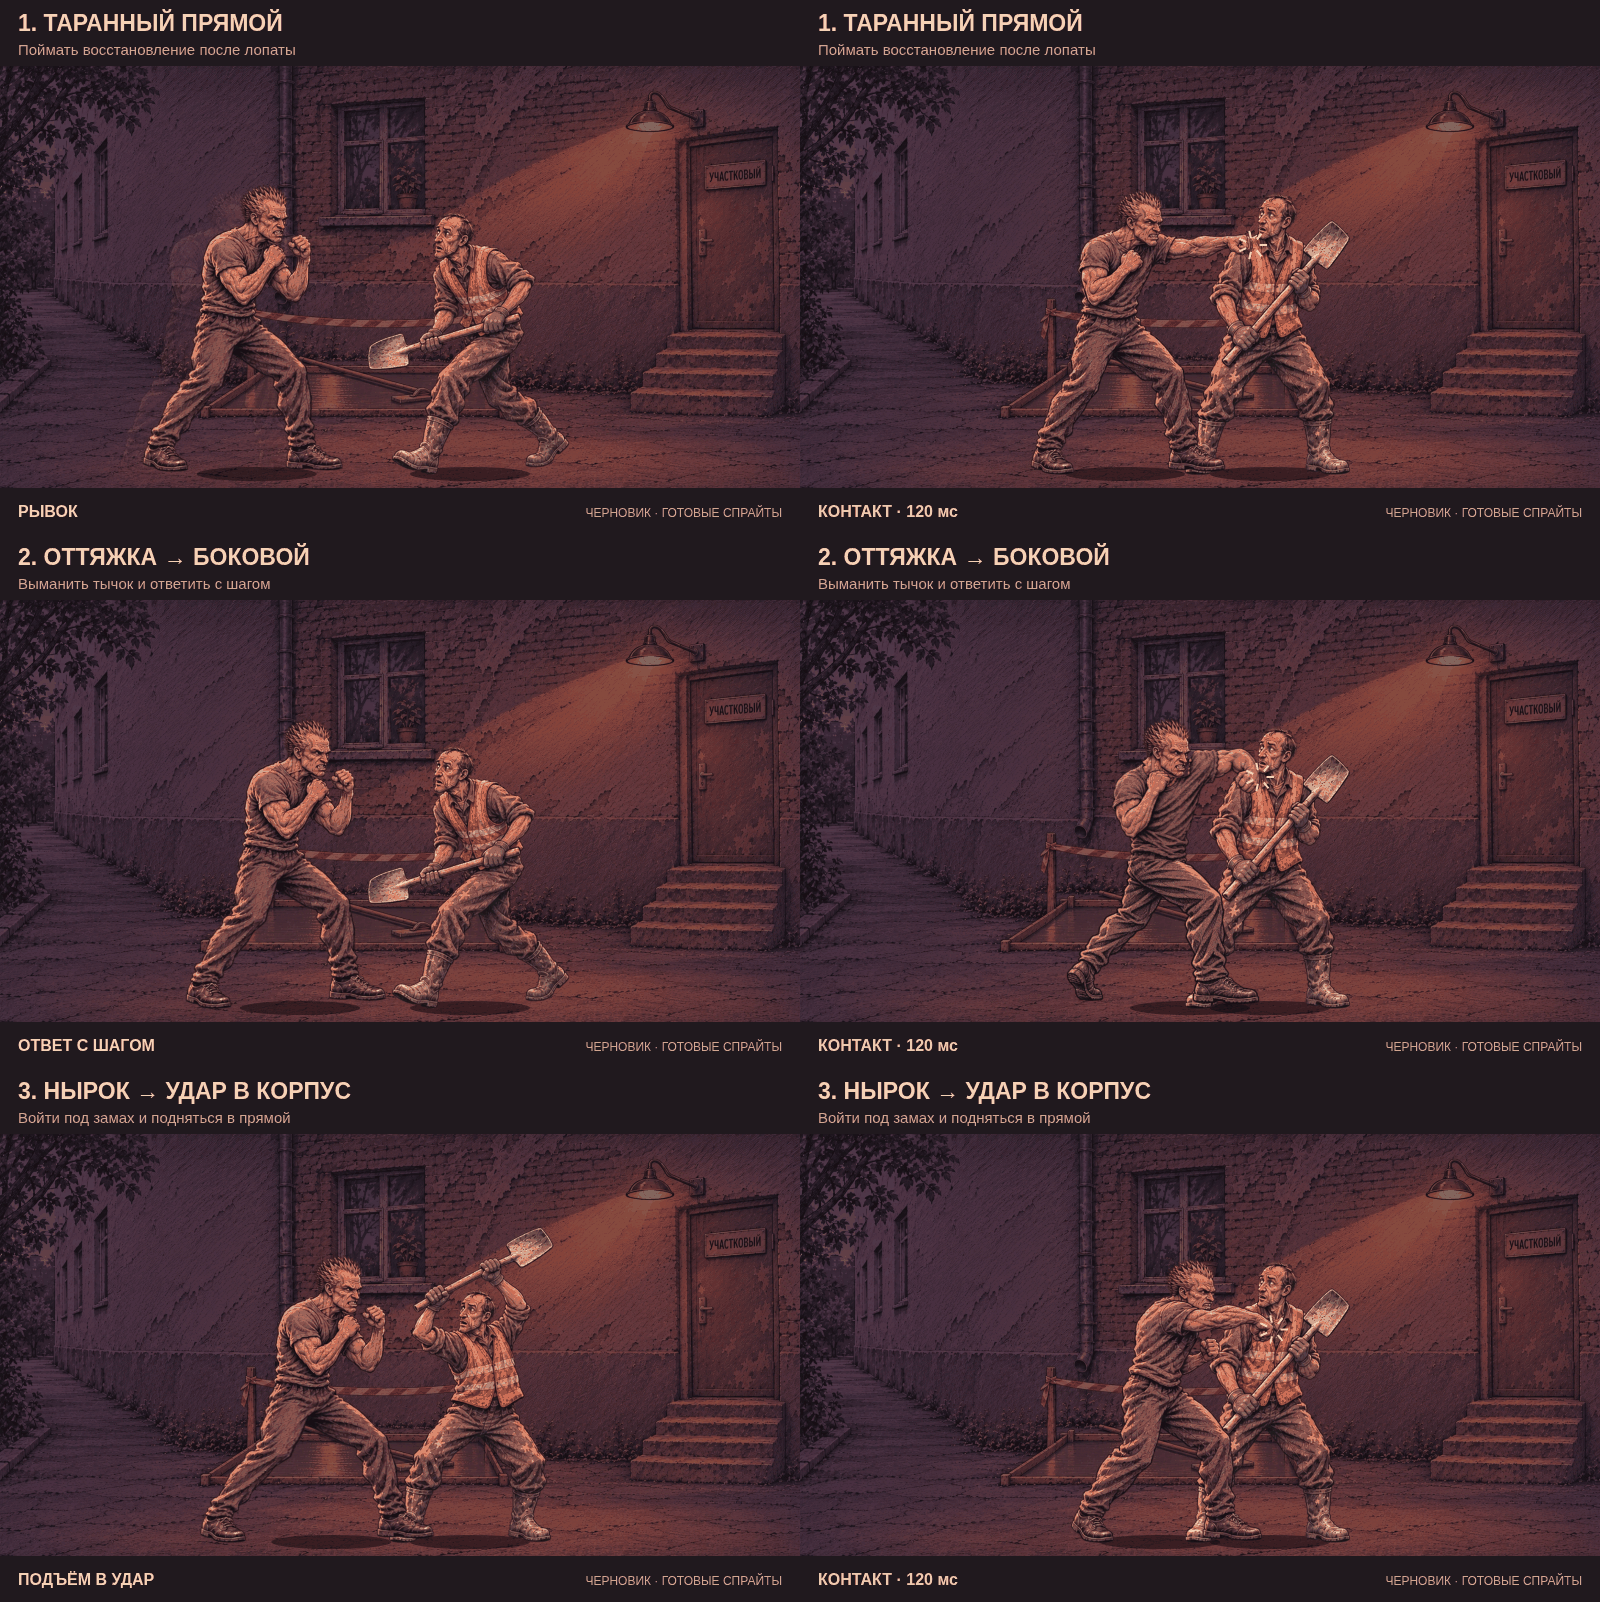 1. ТАРАННЫЙ ПРЯМОЙ
Поймать восстановление после лопаты
УЧАСТКОВЫЙ
РЫВОК
ЧЕРНОВИК · ГОТОВЫЕ СПРАЙТЫ
1. ТАРАННЫЙ ПРЯМОЙ
Поймать восстановление после лопаты
УЧАСТКОВЫЙ
КОНТАКТ · 120 мс
ЧЕРНОВИК · ГОТОВЫЕ СПРАЙТЫ
2. ОТТЯЖКА → БОКОВОЙ
Выманить тычок и ответить с шагом
УЧАСТКОВЫЙ
ОТВЕТ С ШАГОМ
ЧЕРНОВИК · ГОТОВЫЕ СПРАЙТЫ
2. ОТТЯЖКА → БОКОВОЙ
Выманить тычок и ответить с шагом
УЧАСТКОВЫЙ
КОНТАКТ · 120 мс
ЧЕРНОВИК · ГОТОВЫЕ СПРАЙТЫ
3. НЫРОК → УДАР В КОРПУС
Войти под замах и подняться в прямой
УЧАСТКОВЫЙ
ПОДЪЁМ В УДАР
ЧЕРНОВИК · ГОТОВЫЕ СПРАЙТЫ
3. НЫРОК → УДАР В КОРПУС
Войти под замах и подняться в прямой
УЧАСТКОВЫЙ
КОНТАКТ · 120 мс
ЧЕРНОВИК · ГОТОВЫЕ СПРАЙТЫ